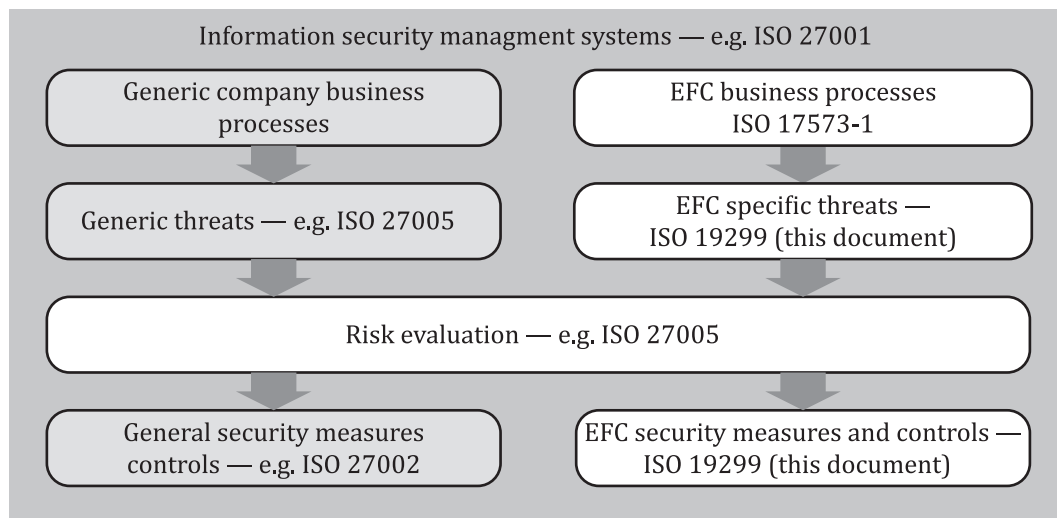 Information security managment systems — e.g. ISO 27001
Generic company business
processes
EFC business processes
ISO 17573-1
Generic threats — e.g. ISO 27005
EFC specific threats —
ISO 19299 (this document)
Risk evaluation — e.g. ISO 27005
General security measures
controls — e.g. ISO 27002
EFC security measures and controls —
ISO 19299 (this document)